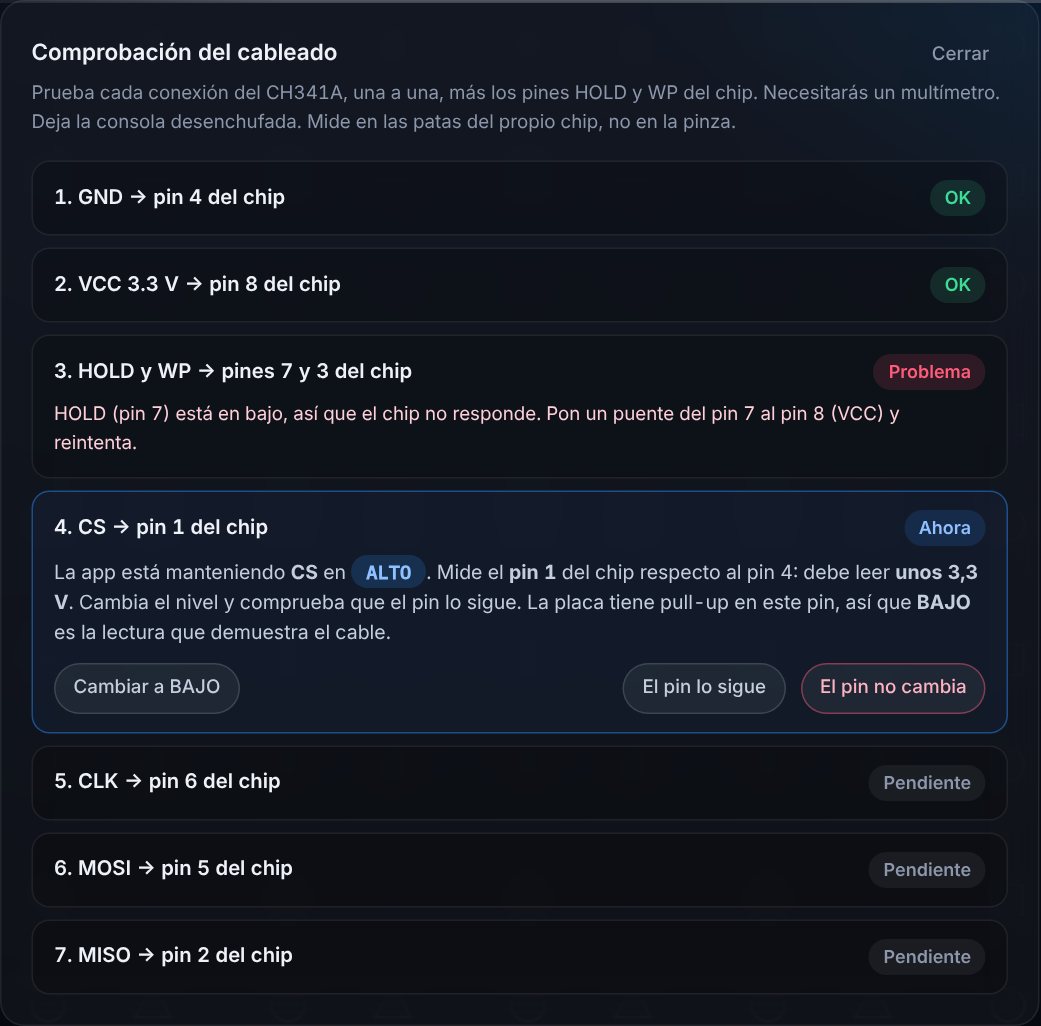 Comprobación del cableado
Cerrar
Prueba cada conexión del CH341A, una a una, más los pines HOLD y WP del chip. Necesitarás un multímetro.
Deja la consola desenchufada. Mide en las patas del propio chip, no en la pinza.
1. GND → pin 4 del chip
OK
2. VCC 3.3 V → pin 8 del chip
OK
3. HOLD y WP → pines 7 y 3 del chip
Problema
HOLD (pin 7) está en bajo, así que el chip no responde. Pon un puente del pin 7 al pin 8 (VCC) y
reintenta.
4. CS → pin 1 del chip
Ahora
La app está manteniendo CS en ALTO . Mide el pin 1 del chip respecto al pin 4: debe leer unos 3,3
V. Cambia el nivel y comprueba que el pin lo sigue. La placa tiene pull-up en este pin, así que BAJO
es la lectura que demuestra el cable.
Cambiar a BAJO
El pin lo sigue
El pin no cambia
5. CLK → pin 6 del chip
Pendiente
6. MOSI → pin 5 del chip
Pendiente
7. MISO → pin 2 del chip
Pendiente